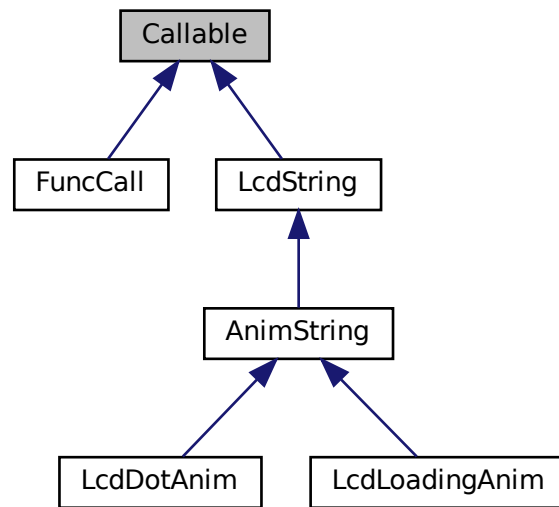 Callable
FuncCall
LcdString
AnimString
LcdDotAnim
LcdLoadingAnim